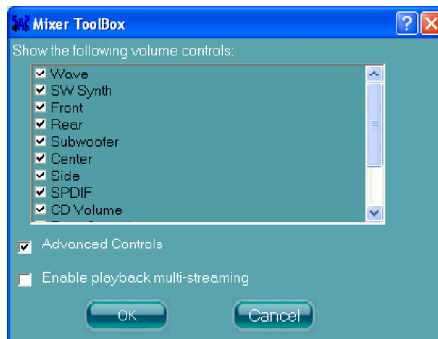 Mixer ToolBox
Show the following volume controls:
Wave
SW Synth
Front
Rear
Subwoofer
Center
Side
SPDIF
CD Volume
Advanced Controls
Enable playback multi-streaming
OK
Cancel